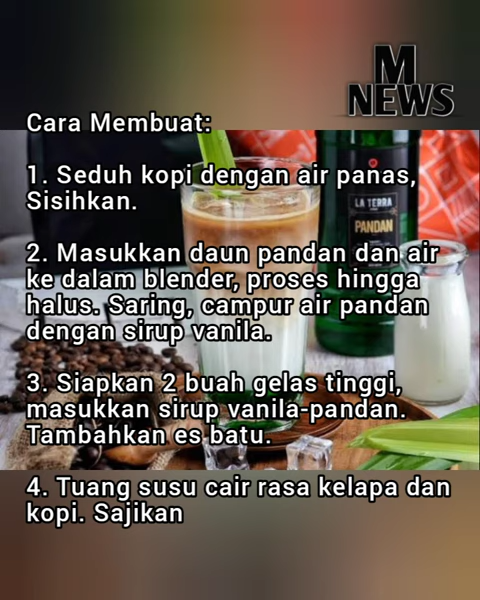 M
NEWS
Cara Membuat:
1. Seduh kopi dengan air panas,
Sisihkan.
2. Masukkan daun pandan dan air
ke dalam blender, proses hingga
halus. Saring, campur air pandan
dengan sirup vanila.
3. Siapkan 2 buah gelas tinggi,
masukkan sirup vanila-pandan.
Tambahkan es batu.
4. Tuang susu cair rasa kelapa dan
kopi. Sajikan
LA TERRA
PANDAN